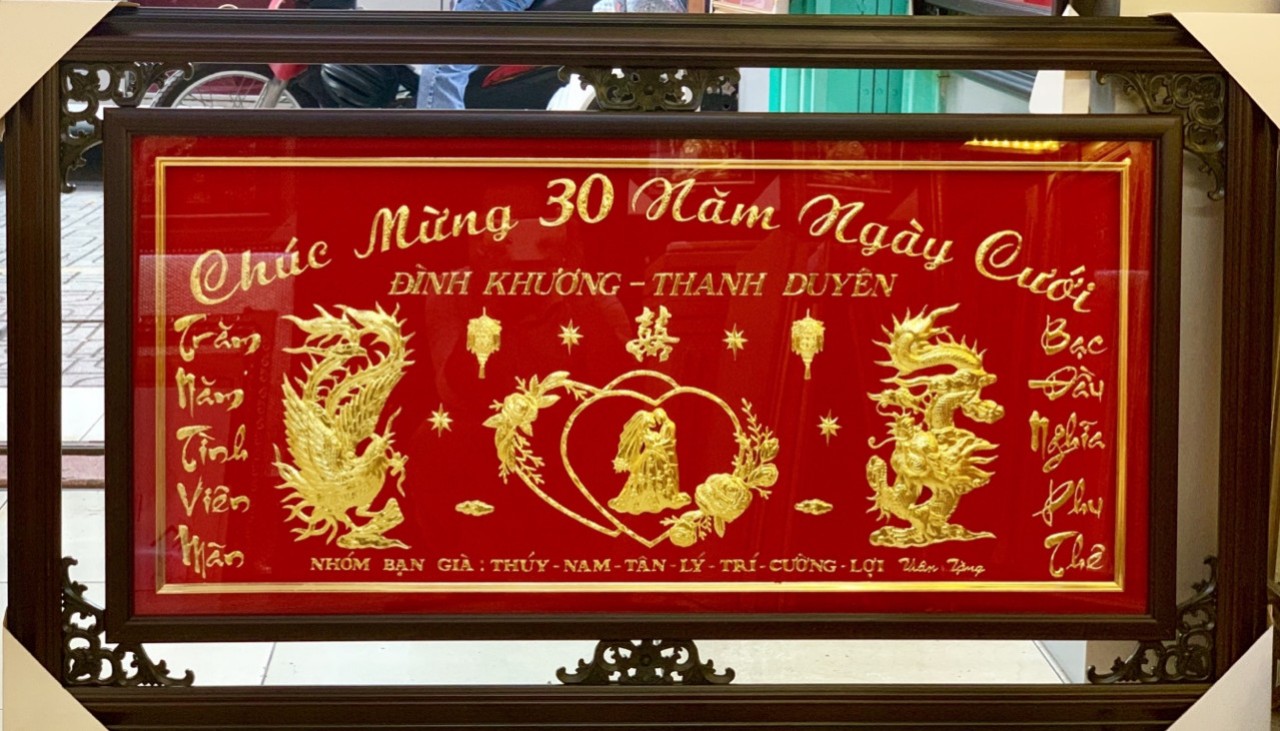 Chúc Mừng 30 Năm Ngày Cưới
ĐÌNH KHƯƠNG - THANH DUYÊN
囍
Trăm
Năm
Tình
Viên
Mãn
Bạc
Đầu
Nghĩa
Phu
Thê
NHÓM BẠN GIÀ : THÚY - NAM - TÂN - LÝ - TRÍ - CƯỜNG - LỢI Thân Tặng